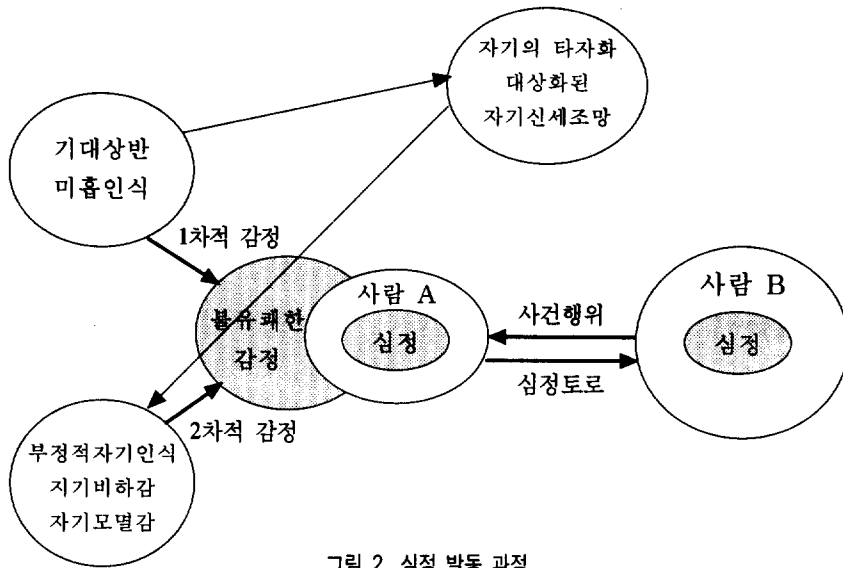 자기의 타자화
대상화된
자기신세조망
기대상반
미흡인식
1차적 감정
불유쾌한
감정
사람 A
심정
사건행위
심정토로
사람 B
심정
2차적 감정
부정적자기인식
지기비하감
자기모멸감
그림 2. 심정 발동 과정